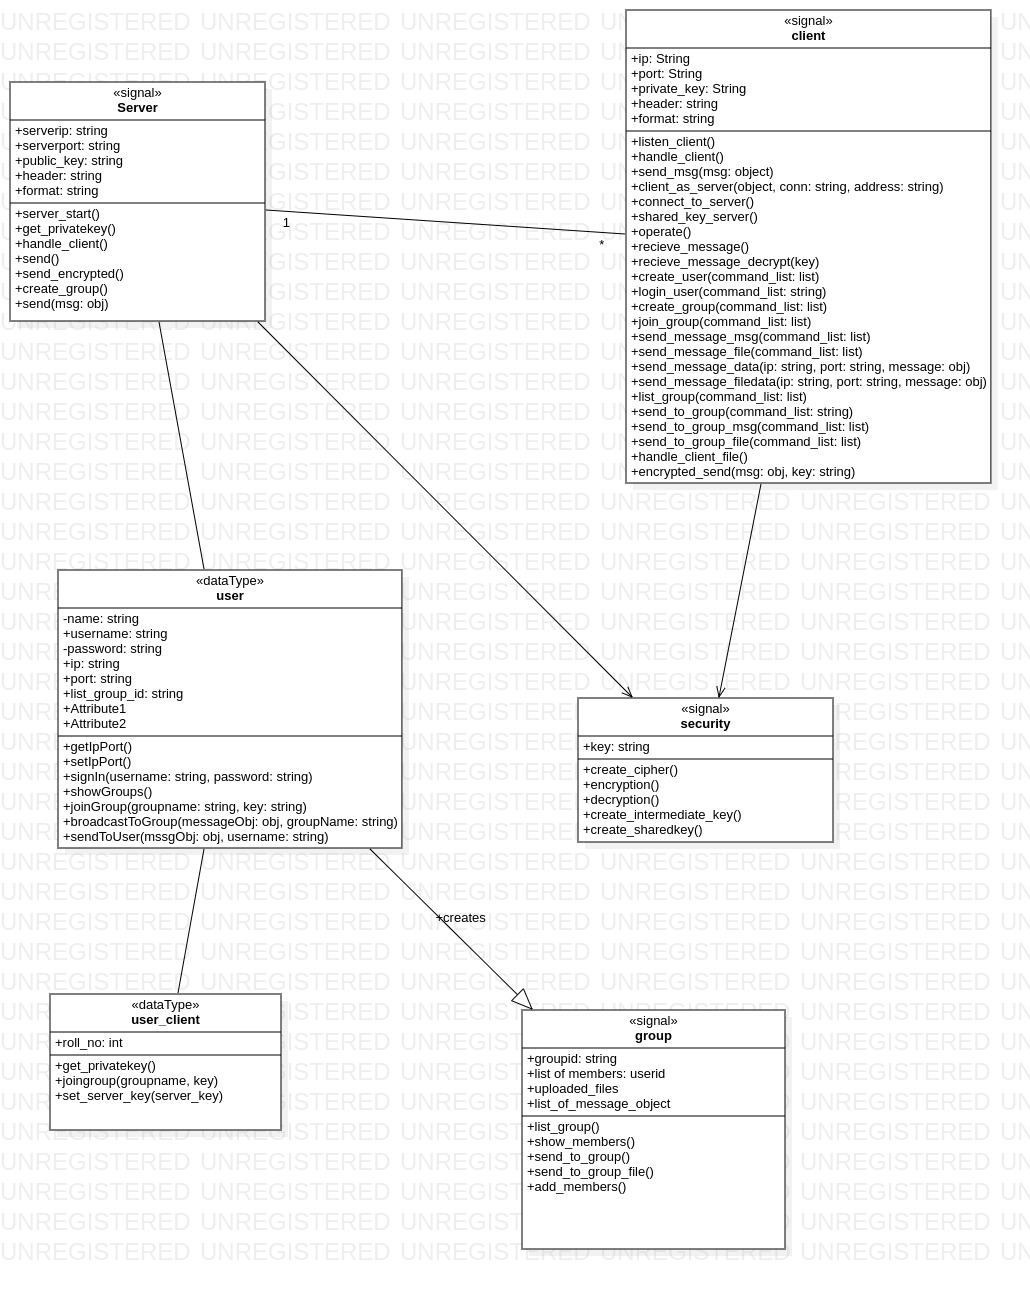 «signal»
Server
+serverip: string
+serverport: string
+public_key: string
+header: string
+format: string
+server_start()
+get_privatekey()
+handle_client()
+send()
+send_encrypted()
+create_group()
+send(msg: obj)
1
*
«signal»
client
+ip: String
+port: String
+private_key: String
+header: string
+format: string
+listen_client()
+handle_client()
+send_msg(msg: object)
+client_as_server(object, conn: string, address: string)
+connect_to_server()
+shared_key_server()
+operate()
+recieve_message()
+recieve_message_decrypt(key)
+create_user(command_list: list)
+login_user(command_list: string)
+create_group(command_list: list)
+join_group(command_list: list)
+send_message_msg(command_list: list)
+send_message_file(command_list: list)
+send_message_data(ip: string, port: string, message: obj)
+send_message_filedata(ip: string, port: string, message: obj)
+list_group(command_list: list)
+send_to_group(command_list: string)
+send_to_group_msg(command_list: list)
+send_to_group_file(command_list: list)
+handle_client_file()
+encrypted_send(msg: obj, key: string)
«dataType»
user
-name: string
+username: string
-password: string
+ip: string
+port: string
+list_group_id: string
+Attribute1
+Attribute2
+getIpPort()
+setIpPort()
+signIn(username: string, password: string)
+showGroups()
+joinGroup(groupname: string, key: string)
+broadcastToGroup(messageObj: obj, groupName: string)
+sendToUser(mssgObj: obj, username: string)
«signal»
security
+key: string
+create_cipher()
+encryption()
+decryption()
+create_intermediate_key()
+create_sharedkey()
+creates
«dataType»
user_client
+roll_no: int
+get_privatekey()
+joingroup(groupname, key)
+set_server_key(server_key)
«signal»
group
+groupid: string
+list of members: userid
+uploaded_files
+list_of_message_object
+list_group()
+show_members()
+send_to_group()
+send_to_group_file()
+add_members()
UNREGISTERED